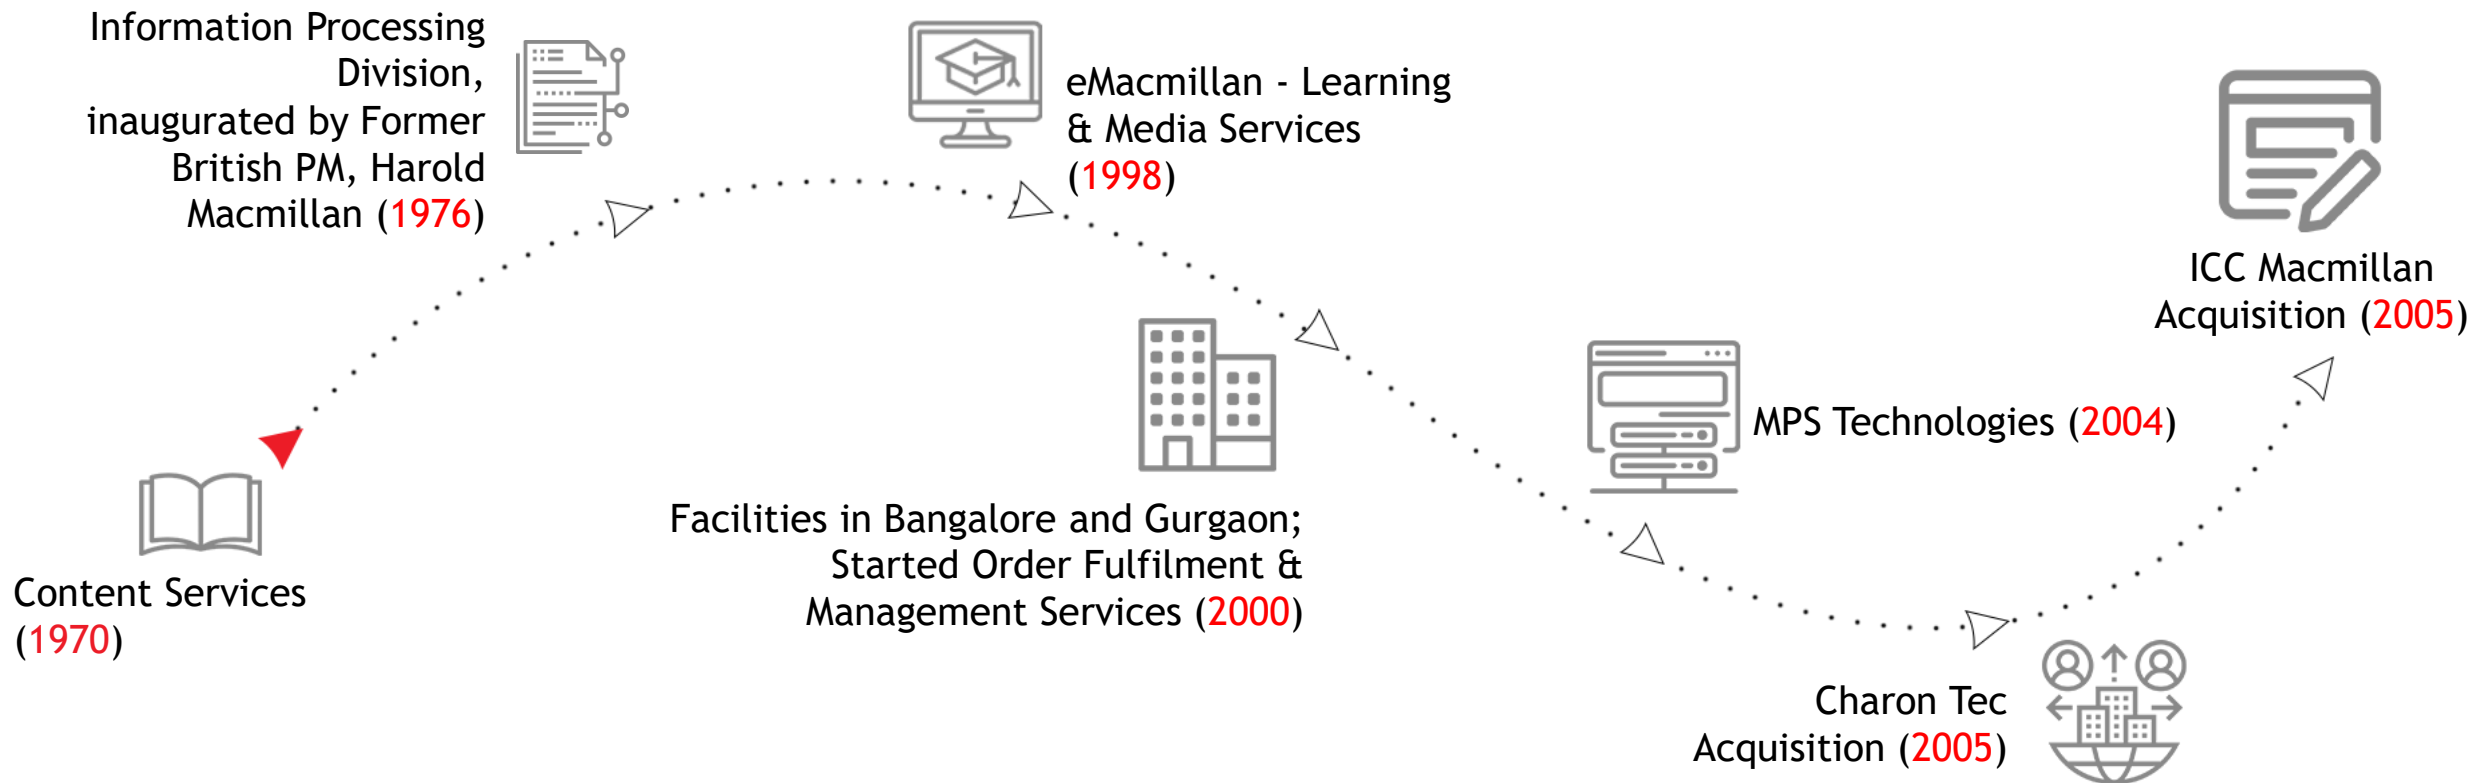 Information Processing
Division,
inaugurated by Former
British PM, Harold
Macmillan (1976)
eMacmillan - Learning
& Media Services
(1998)
ICC Macmillan
Acquisition (2005)
MPS Technologies (2004)
Facilities in Bangalore and Gurgaon;
Started Order Fulfilment &
Management Services (2000)
Content Services
(1970)
Charon Tec
Acquisition (2005)